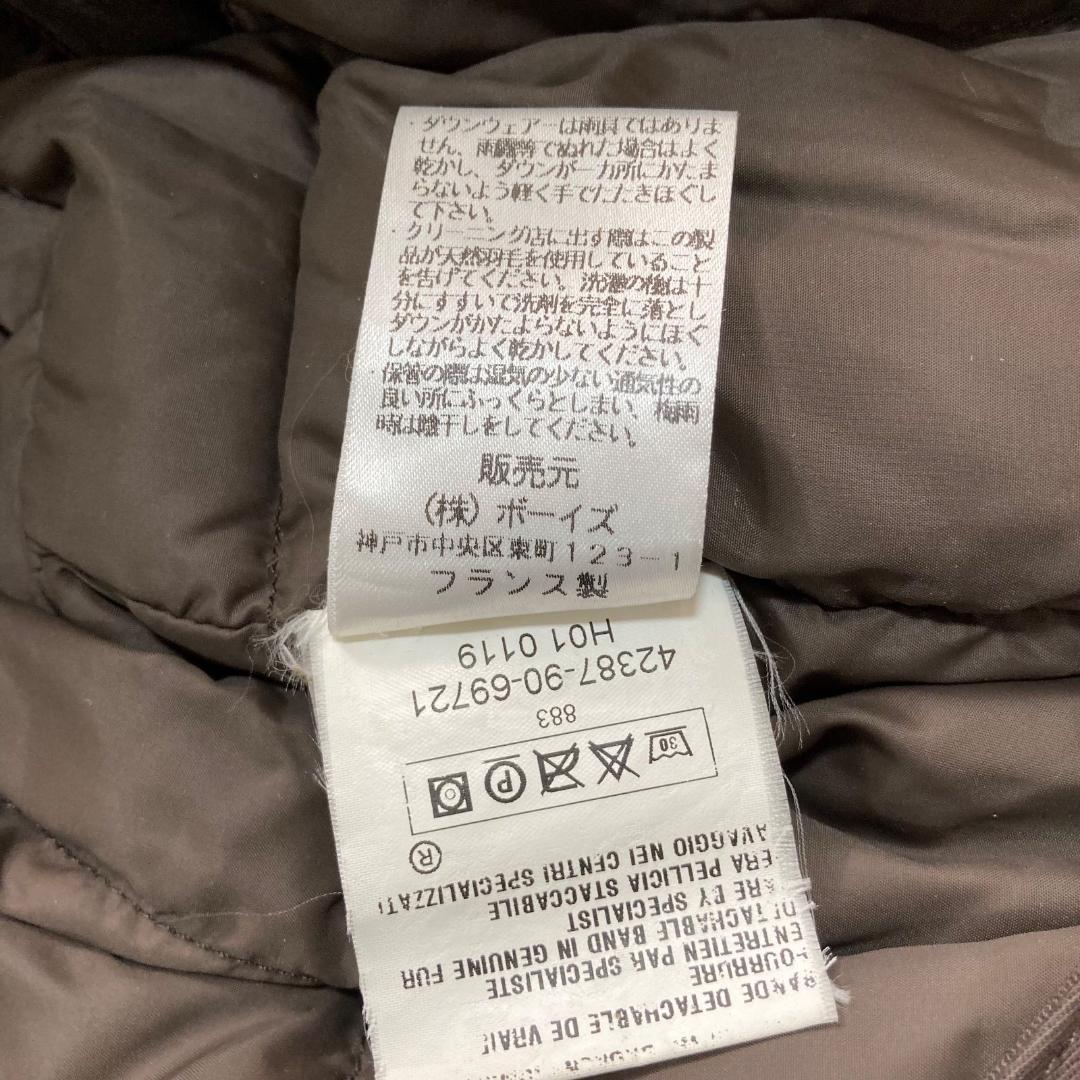 ・ダウンウェアーは雨具ではありま
せん、雨露等でぬれた場合はよく
乾かし、ダウンが一カ所にかたま
らないよう軽く手でたたきほぐし
て下さい。
・クリーニング店に出す際はこの製
品が天然羽毛を使用していること
を告げてください。洗濯の極は十
分にすすいで洗剤を完全に落とし
ダウンがかたよらないようにほぐ
しながらよく乾かしてください。
・保管の際は湿気の少ない通気性の
良い所にふっくらとしまい、梅雨
時は陰干しをしてください。
販売元
(株) ボーイズ
神戸市中央区東町123-1
フランス製
BANDE DETACHABLE DE VRAI
FOURRURE
ENTRETIEN PAR SPECIALISTE
DETACHABLE BAND IN GENUINE FUR
CARE BY SPECIALIST
VERA PELLICIA STACCABILE
LAVAGGIO NEI CENTRI SPECIALIZZATI
®
30 P
883
42387-90-69721
H01 0119